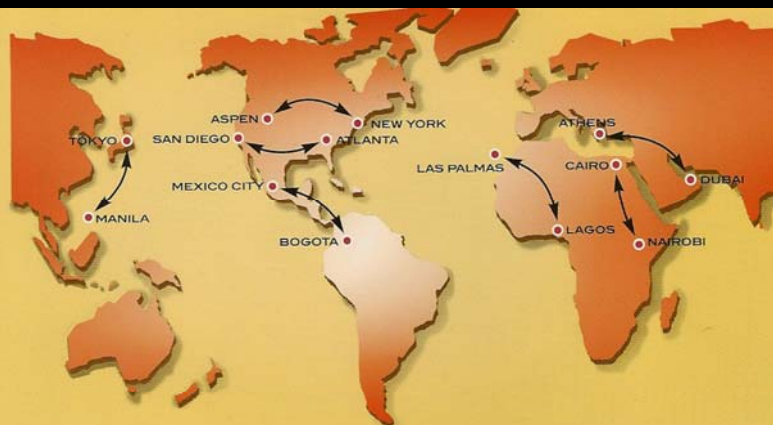 ASPEN
NEW YORK
TOKYO
SAN DIEGO
ATLANTA
ATHENS
LAS PALMAS
CAIRO
DUBAI
MEXICO CITY
MANILA
LAGOS
BOGOTA
NAIROBI